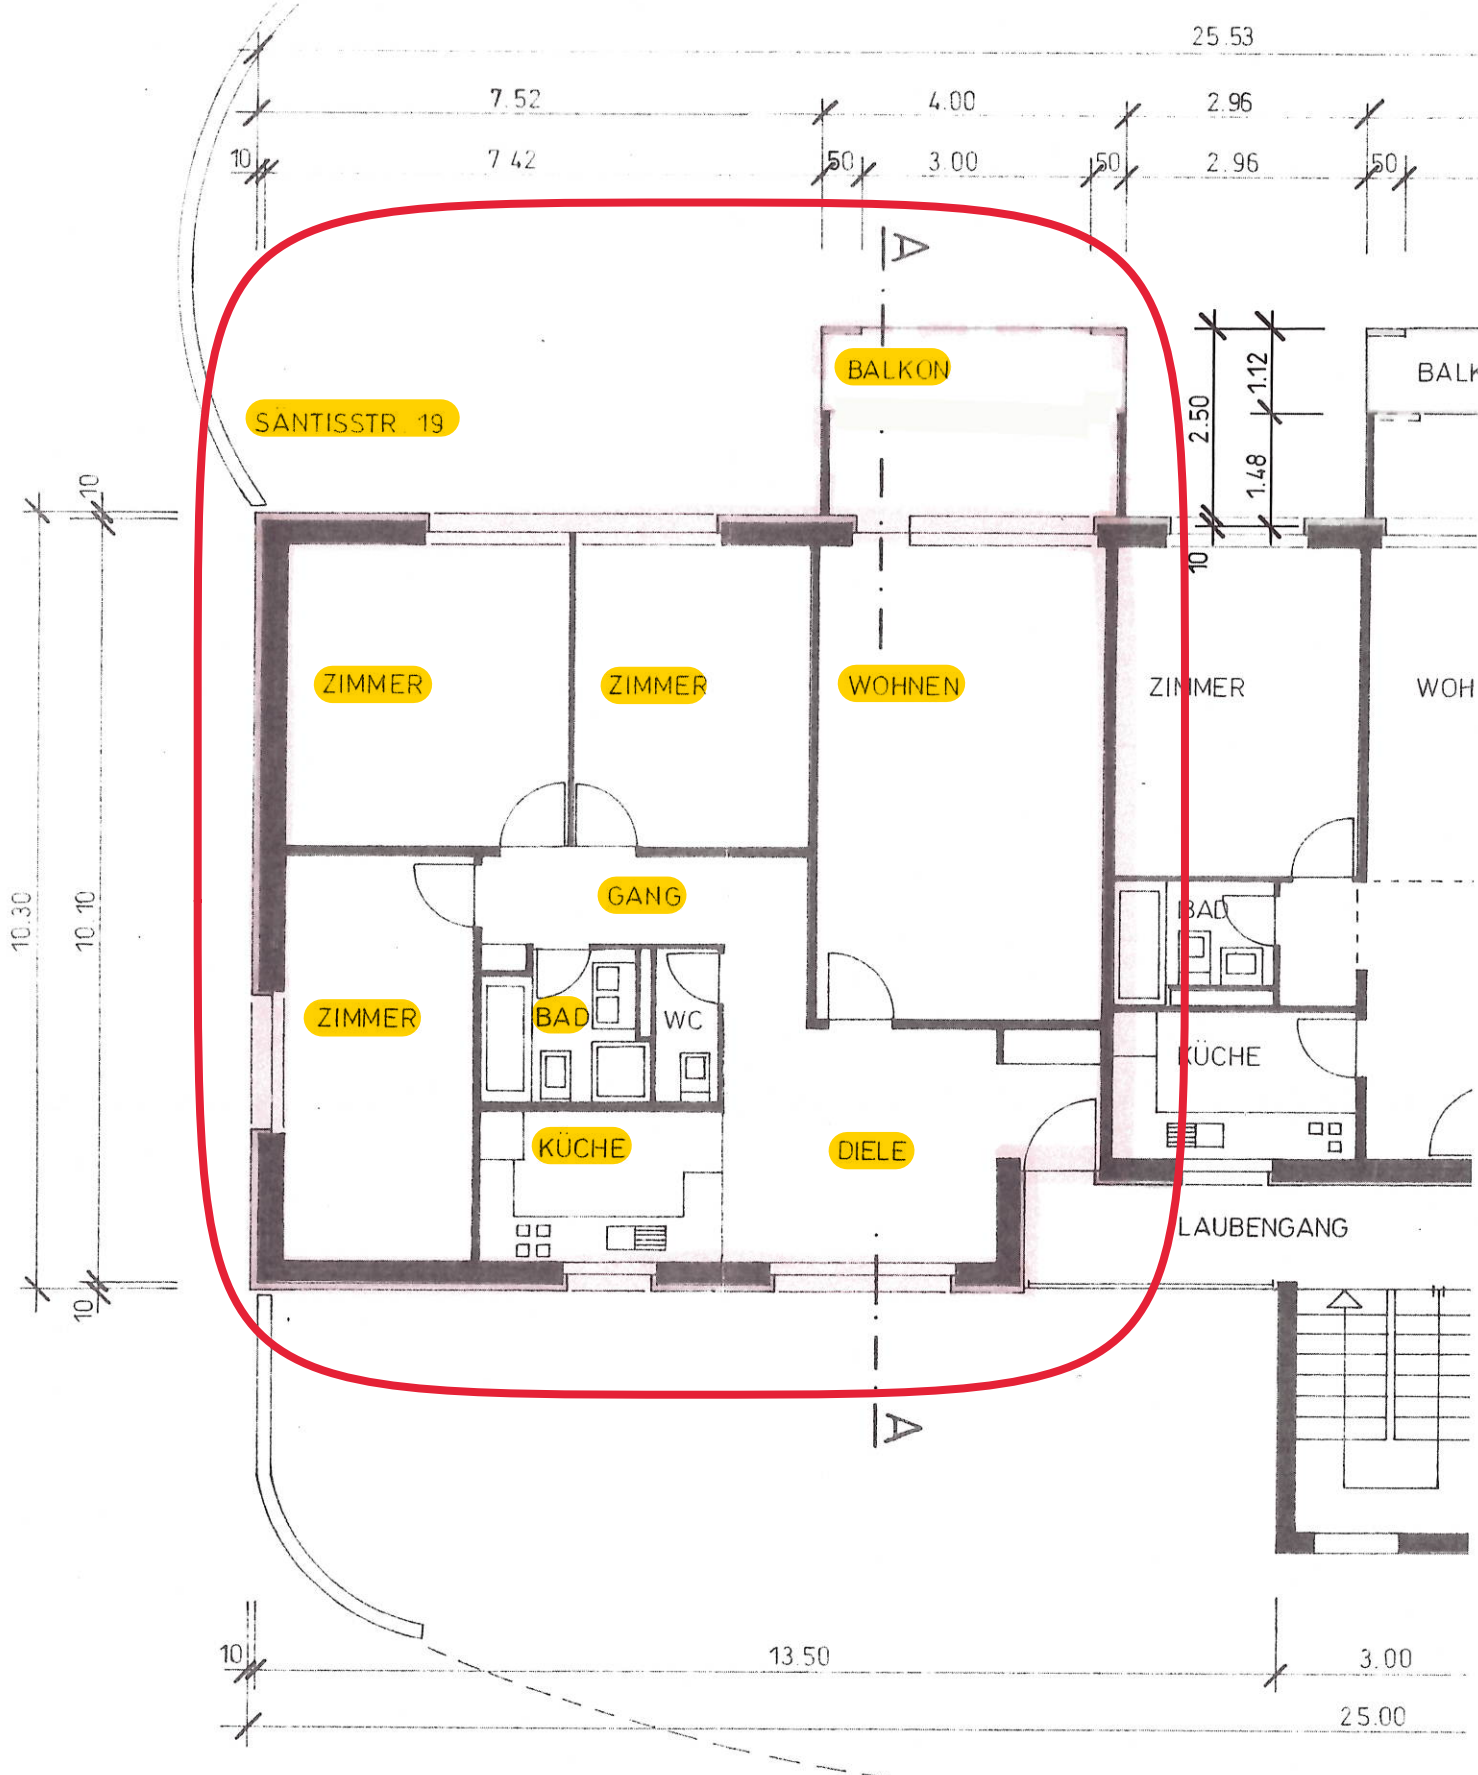 25.53
7.52 4.00 2.96
10 7 42 50 3.00 50 2.96 50
A
BALKON
BALK
1.12
2.50
1.48
10
SÄNTISSTR. 19
10
ZIMMER ZIMMER WOHNEN ZIMMER WOH
GANG BAD
10.30
10.10
ZIMMER BAD WC
KÜCHE
KÜCHE DIELE
LAUBENGANG
10
A
10 13.50 3.00
25.00